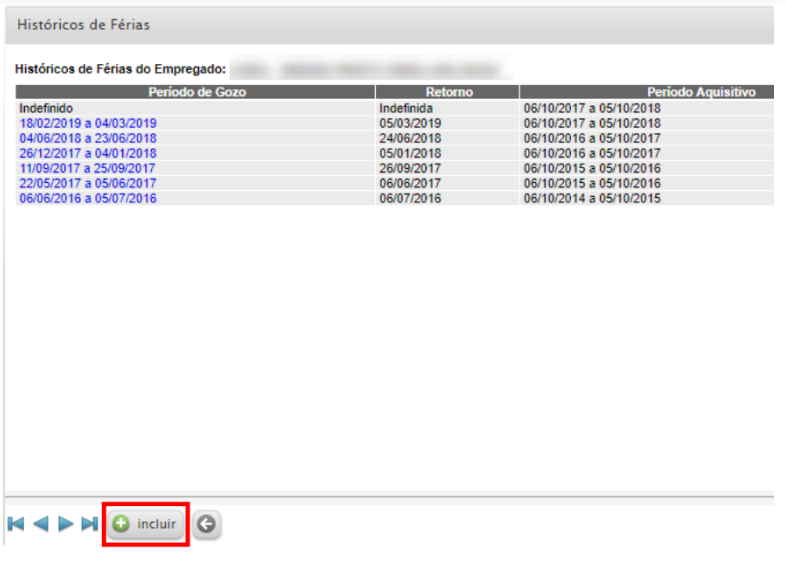 Históricos de Férias
Históricos de Férias do Empregado:
Período de Gozo Retorno Período Aquisitivo
Indefinido Indefinida 06/10/2017 a 05/10/2018
18/02/2019 a 04/03/2019 05/03/2019 06/10/2017 a 05/10/2018
04/06/2018 a 23/06/2018 24/06/2018 06/10/2016 a 05/10/2017
26/12/2017 a 04/01/2018 05/01/2018 06/10/2016 a 05/10/2017
11/09/2017 a 25/09/2017 26/09/2017 06/10/2015 a 05/10/2016
22/05/2017 a 05/06/2017 06/06/2017 06/10/2015 a 05/10/2016
06/06/2016 a 05/07/2016 06/07/2016 06/10/2014 a 05/10/2015
incluir